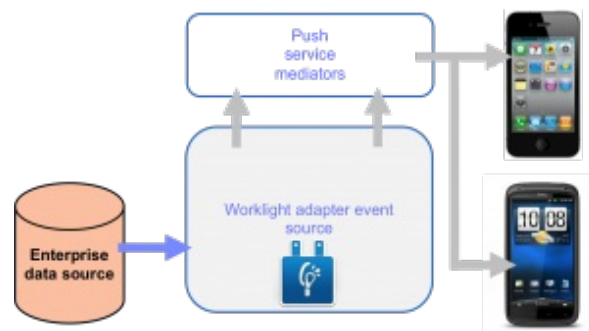 Push
service
mediators
Worklight adapter event
source
Enterprise
data source
10 08